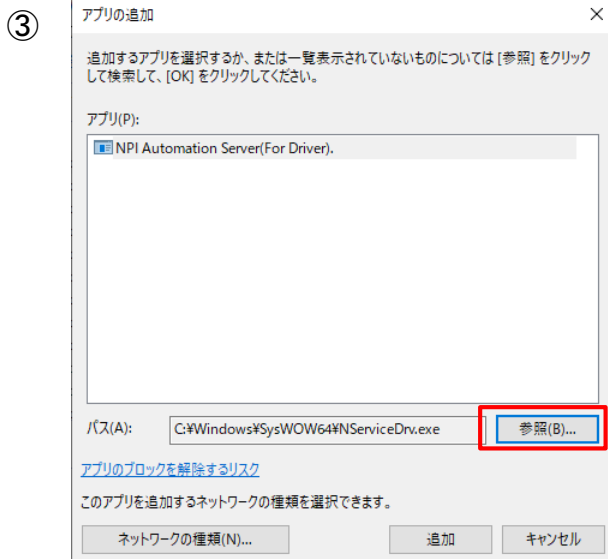 ③
アプリの追加
追加するアプリを選択するか、または一覧表示されていないものについては [参照] をクリック
して検索して、[OK] をクリックしてください。
アプリ(P):
NPI Automation Server(For Driver).
パス(A): C:¥Windows¥SysWOW64¥NServiceDrv.exe 参照(B)...
アプリのブロックを解除するリスク
このアプリを追加するネットワークの種類を選択できます。
ネットワークの種類(N)... 追加 キャンセル